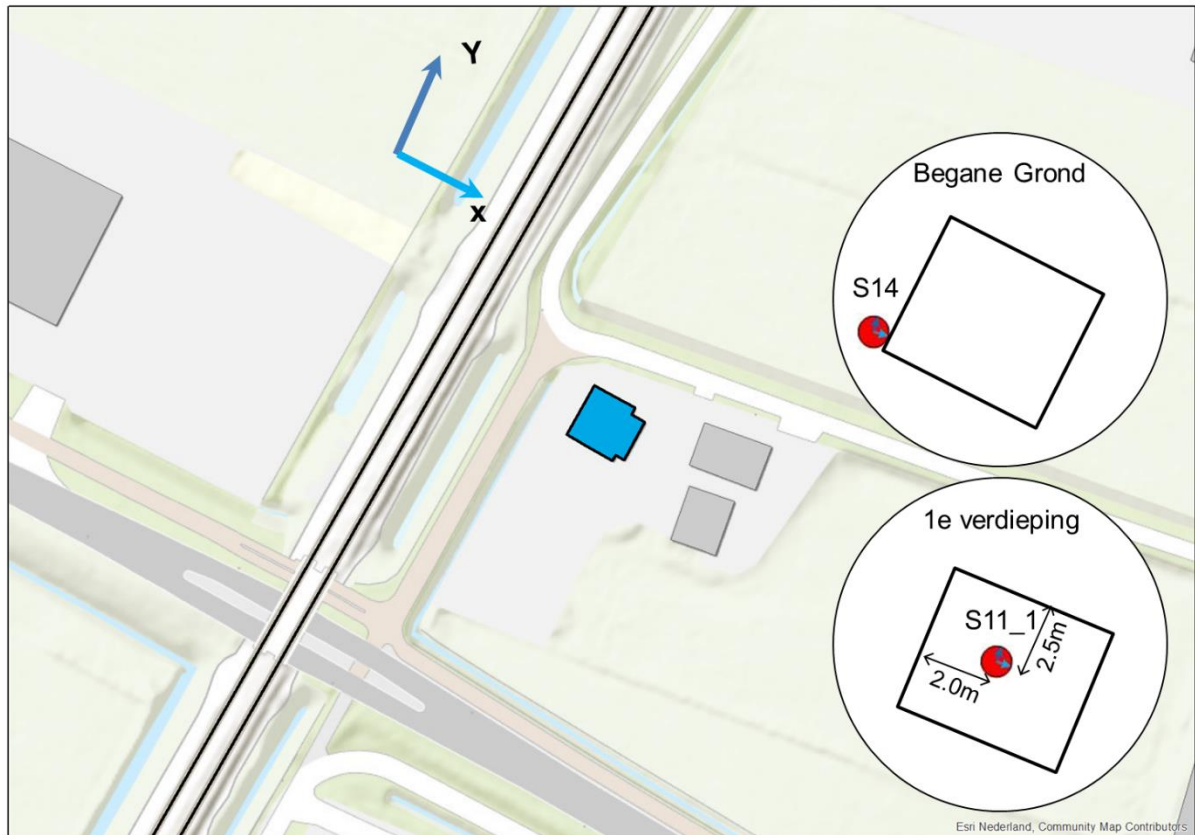 Y
x
Begane Grond
S14
1e verdieping
S11_1
2.5m
2.0m
Esri Nederland, Community Map Contributors